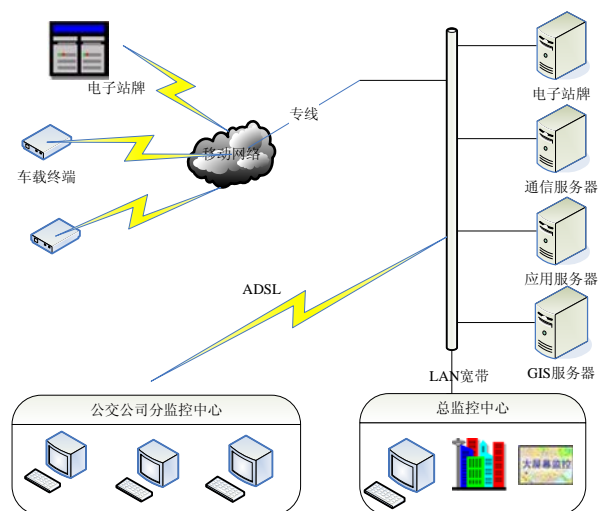 电子站牌
专线
移动网络
车载终端
电子站牌
通信服务器
应用服务器
ADSL
GIS服务器
LAN宽带
公交公司分监控中心
总监控中心
大屏幕监控